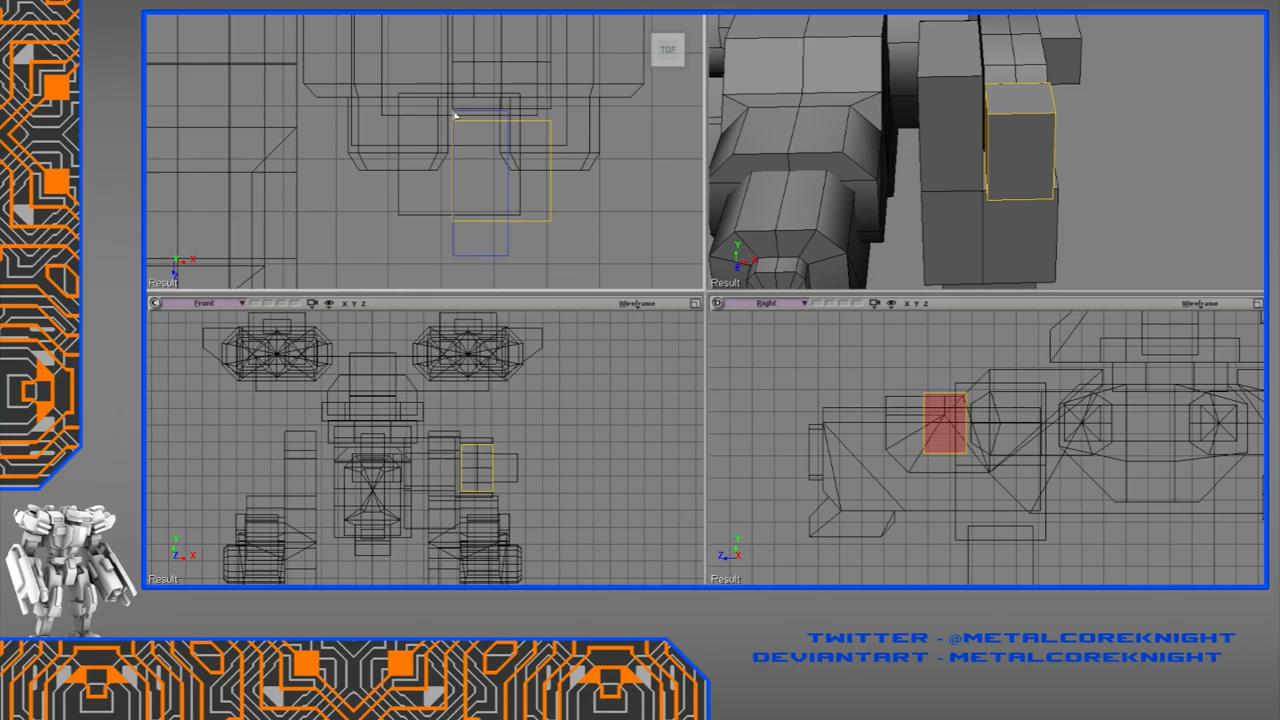 TOP
Y
X
Z
Result
Y
X
Z
Result
C Front X Y Z Wireframe
D Right X Y Z Wireframe
Y
Z X
Result
Y
Z X
Result
TWITTER - @METALCOREKNIGHT
DEVIANTART - METALCOREKNIGHT